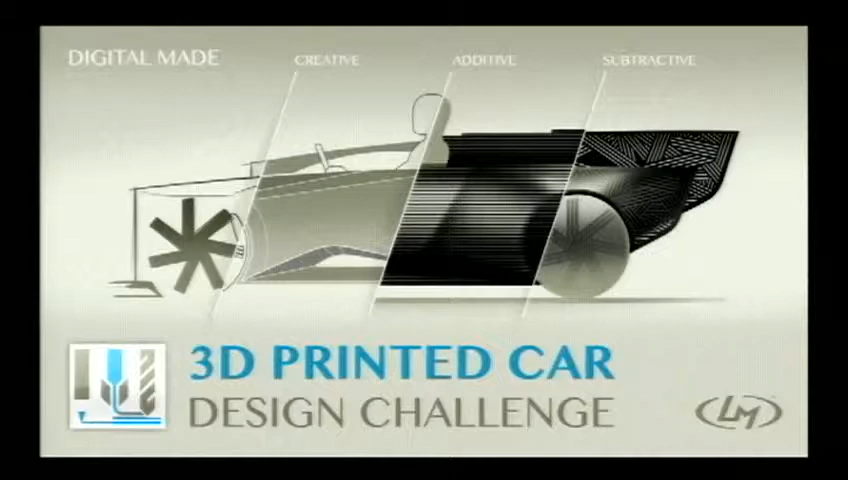 DIGITAL MADE
CREATIVE
ADDITIVE
SUBTRACTIVE
3D PRINTED CAR
DESIGN CHALLENGE
LM